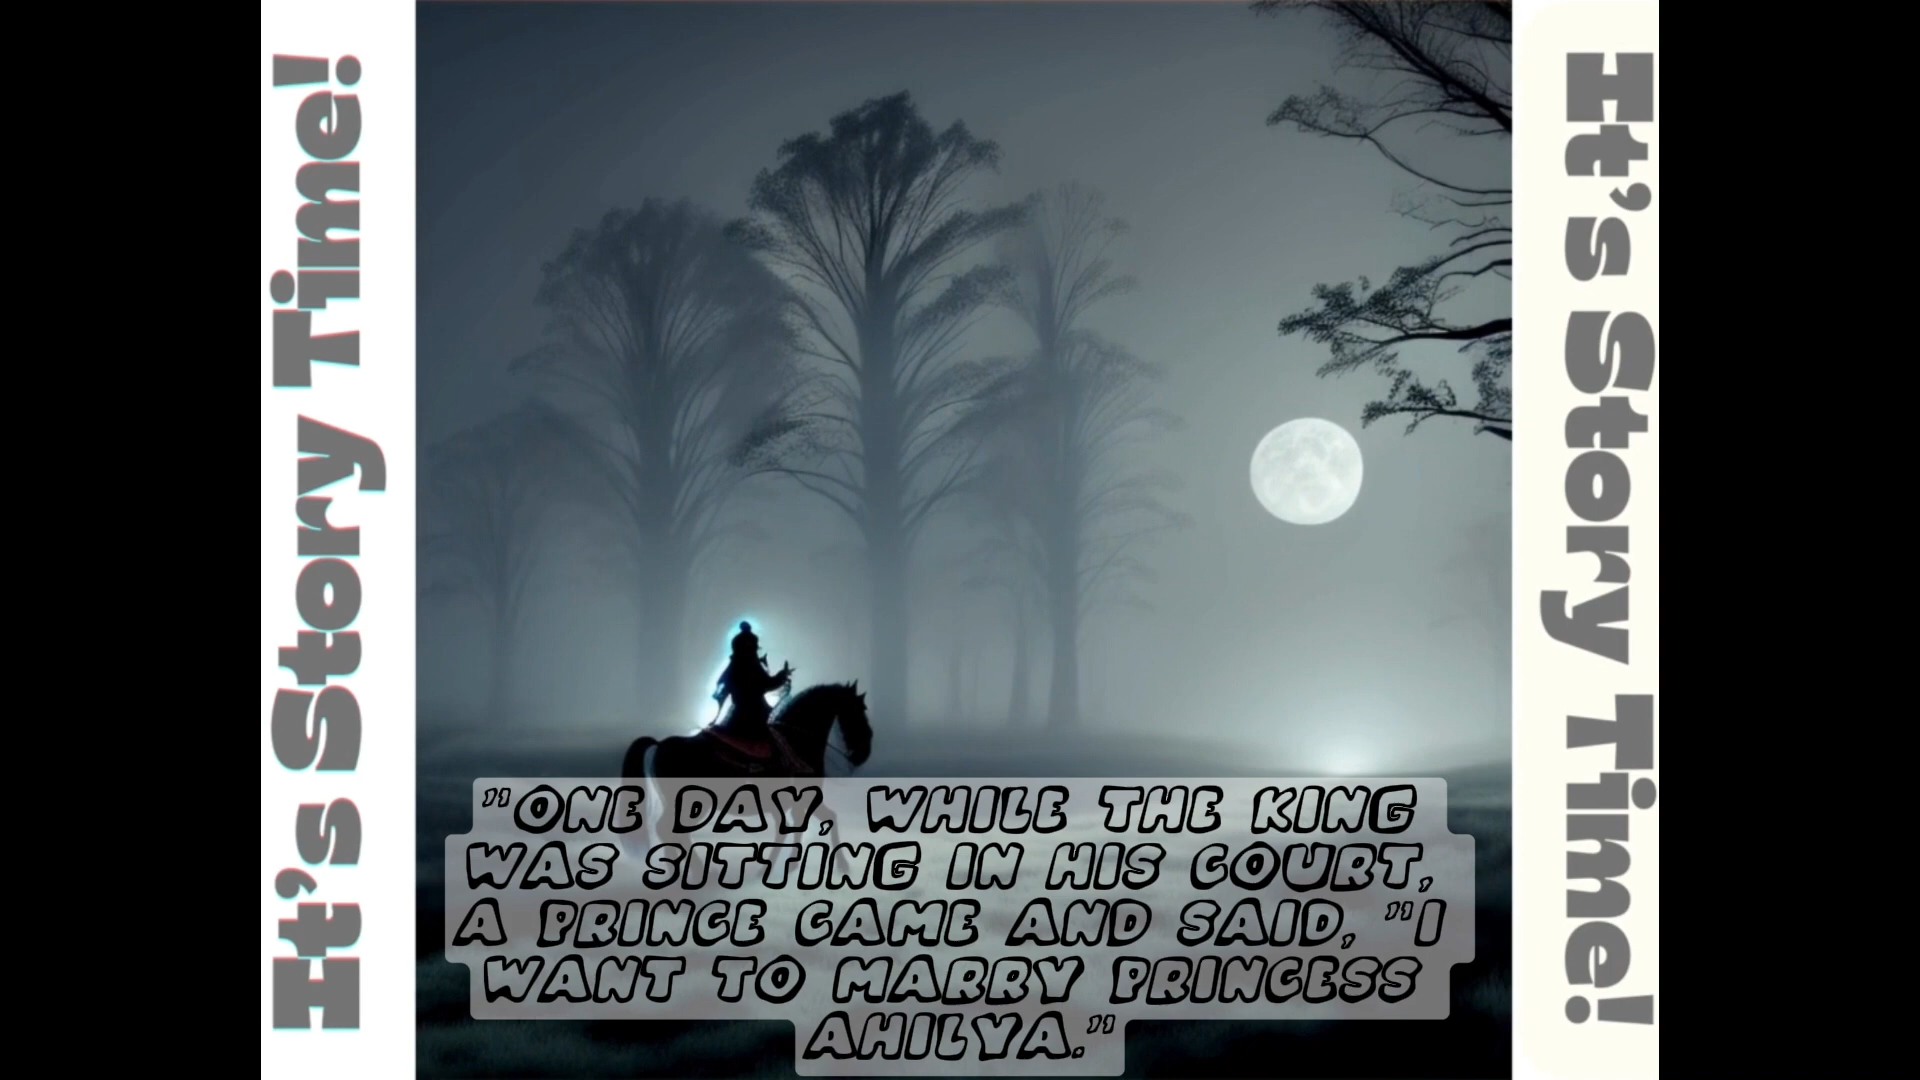 It's Story Time!
"ONE DAY, WHILE THE KING
WAS SITTING IN HIS COURT,
A PRINCE CAME AND SAID, "I
WANT TO MARRY PRINCESS
AHILYA."
It's Story Time!